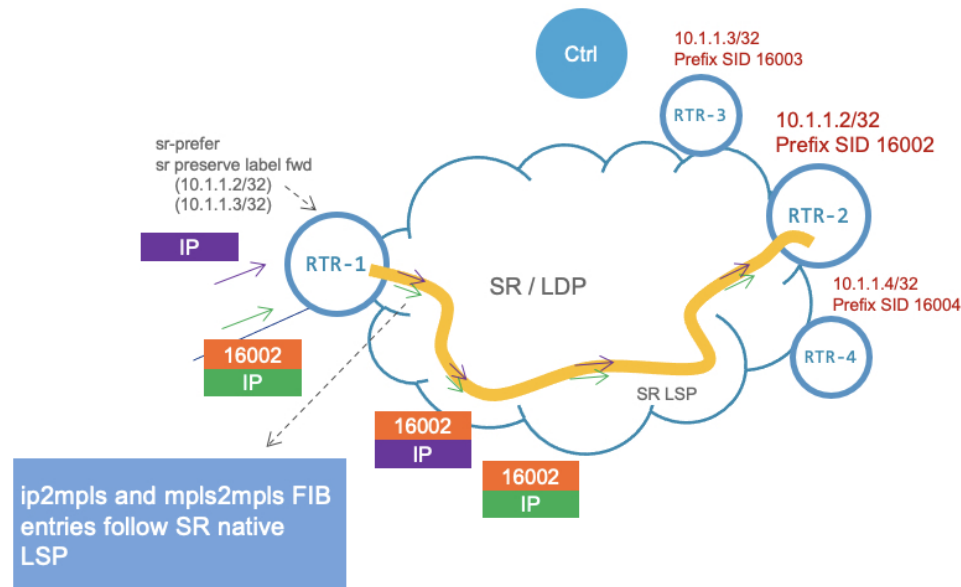 Ctrl
10.1.1.3/32
Prefix SID 16003
RTR-3
10.1.1.2/32
Prefix SID 16002
RTR-2
sr-prefer
sr preserve label fwd
(10.1.1.2/32)
(10.1.1.3/32)
IP
RTR-1
SR / LDP
10.1.1.4/32
Prefix SID 16004
RTR-4
16002
IP
SR LSP
16002
IP
16002
IP
ip2mpls and mpls2mpls FIB
entries follow SR native
LSP